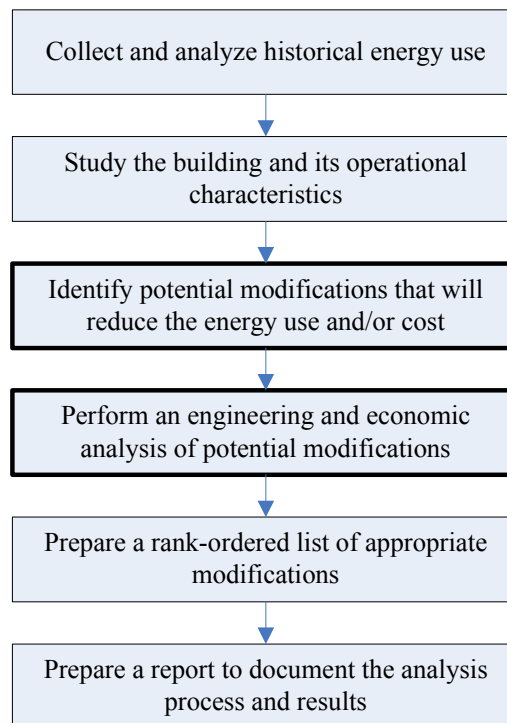 Collect and analyze historical energy use
Study the building and its operational
characteristics
Identify potential modifications that will
reduce the energy use and/or cost
Perform an engineering and economic
analysis of potential modifications
Prepare a rank-ordered list of appropriate
modifications
Prepare a report to document the analysis
process and results